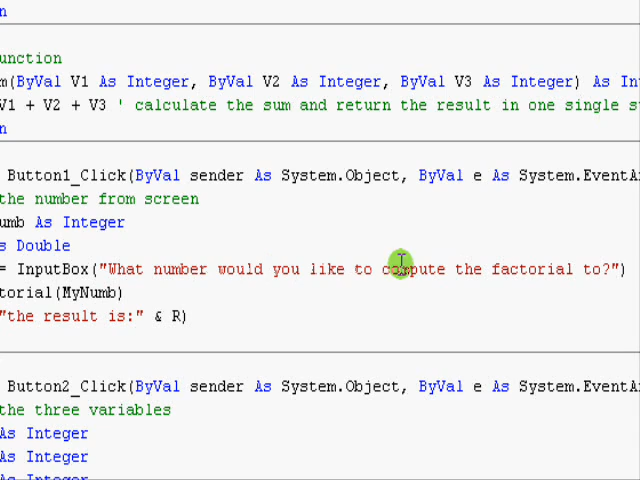 n
unction
m(ByVal V1 As Integer, ByVal V2 As Integer, ByVal V3 As Integer) As In
V1 + V2 + V3 ' calculate the sum and return the result in one single s
n
Button1_Click(ByVal sender As System.Object, ByVal e As System.EventA
the number from screen
umb As Integer
s Double
= InputBox("What number would you like to compute the factorial to?")
torial(MyNumb)
"the result is:" & R)
Button2_Click(ByVal sender As System.Object, ByVal e As System.EventA
the three variables
As Integer
As Integer
As Integer